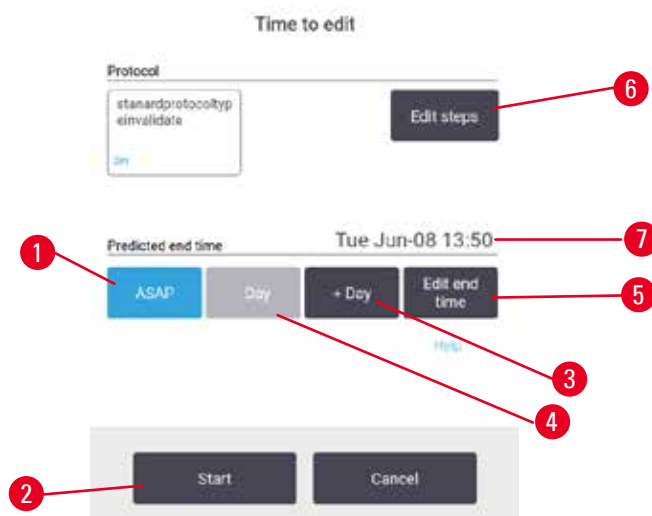 Time to edit
Protocol
stanardprotocoltyp
einvalidate
Edit steps
6
Predicted end time
Tue Jun-08 13:50
7
1
ASAP
Day
+ Day
Edit end
time
5
Help
3
4
Start
Cancel
2